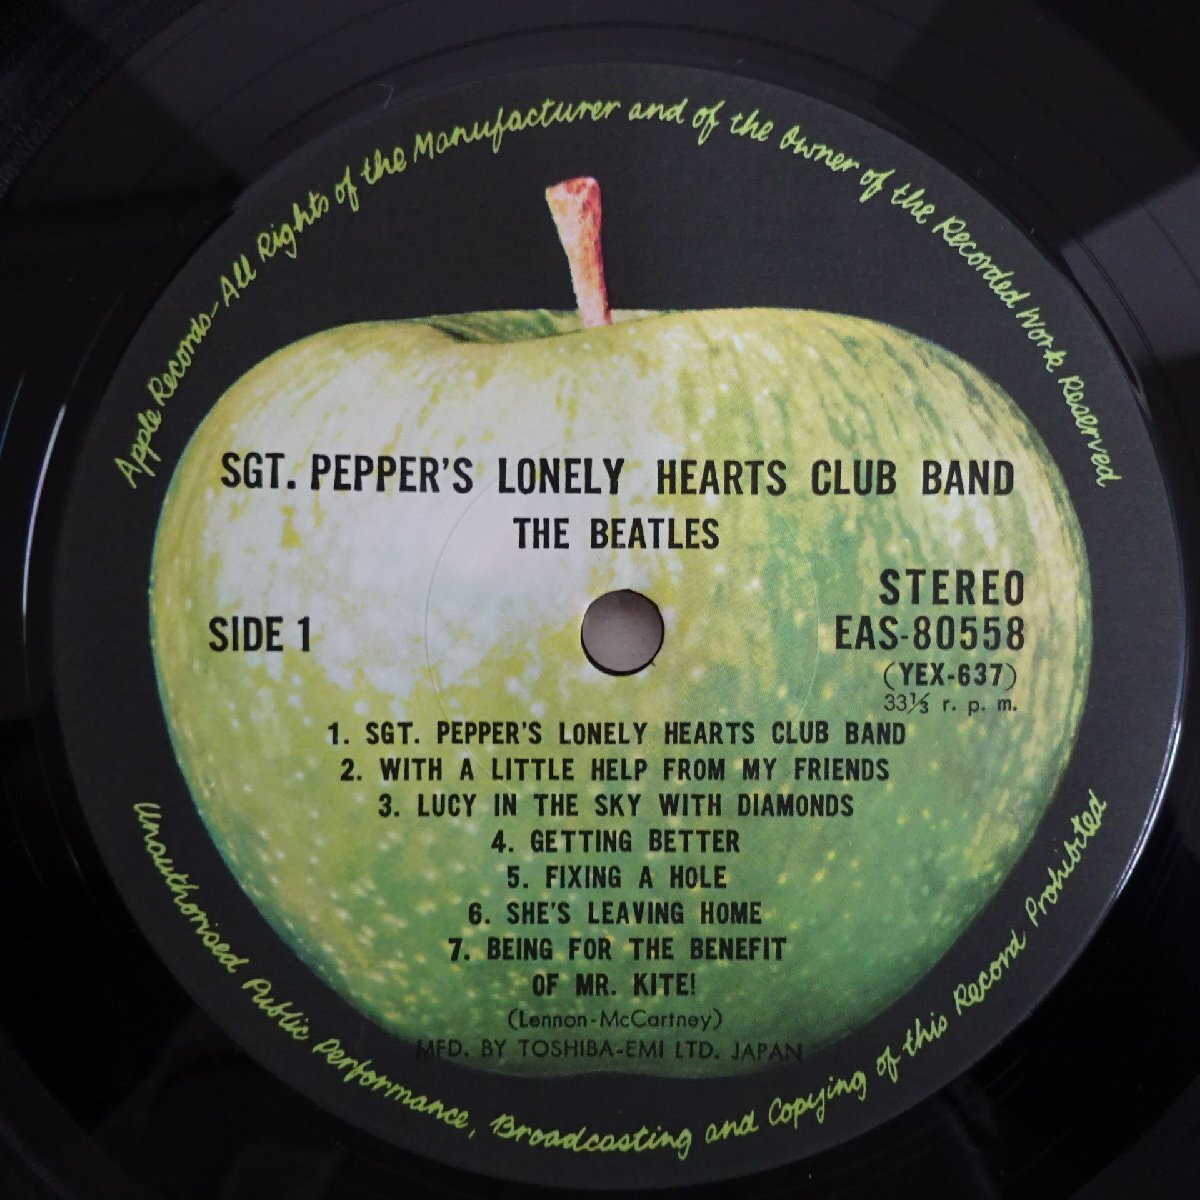 Apple Records-All Rights of the Manufacturer and of the Owner of the Recorded Work Reserved
SGT. PEPPER'S LONELY HEARTS CLUB BAND
THE BEATLES
STEREO
SIDE 1
EAS-80558
(YEX-637)
33⅓ r. p. m.
1. SGT. PEPPER'S LONELY HEARTS CLUB BAND
2. WITH A LITTLE HELP FROM MY FRIENDS
3. LUCY IN THE SKY WITH DIAMONDS
4. GETTING BETTER
5. FIXING A HOLE
6. SHE'S LEAVING HOME
7. BEING FOR THE BENEFIT
OF MR. KITE!
(Lennon-McCartney)
MFD. BY TOSHIBA-EMI LTD. JAPAN
Unauthorised Public Performance, Broadcasting and Copying of this Record Prohibited